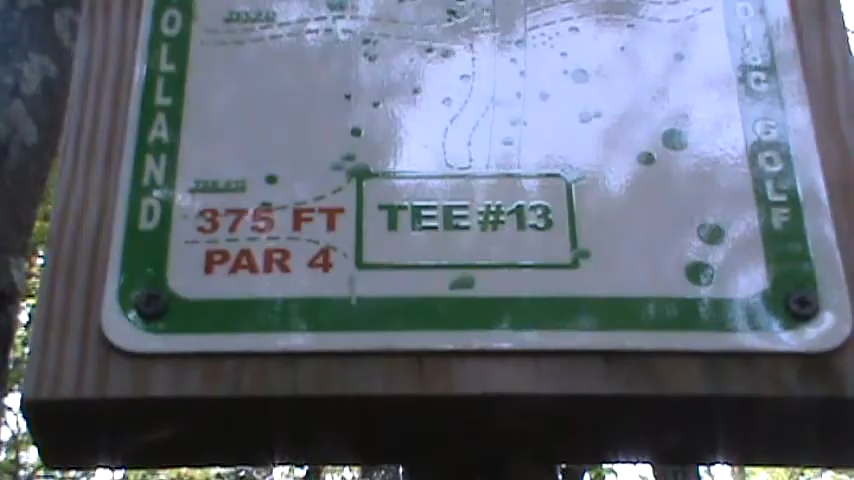 OLLAND
DISC GOLF
375 FT
PAR 4
TEE #13